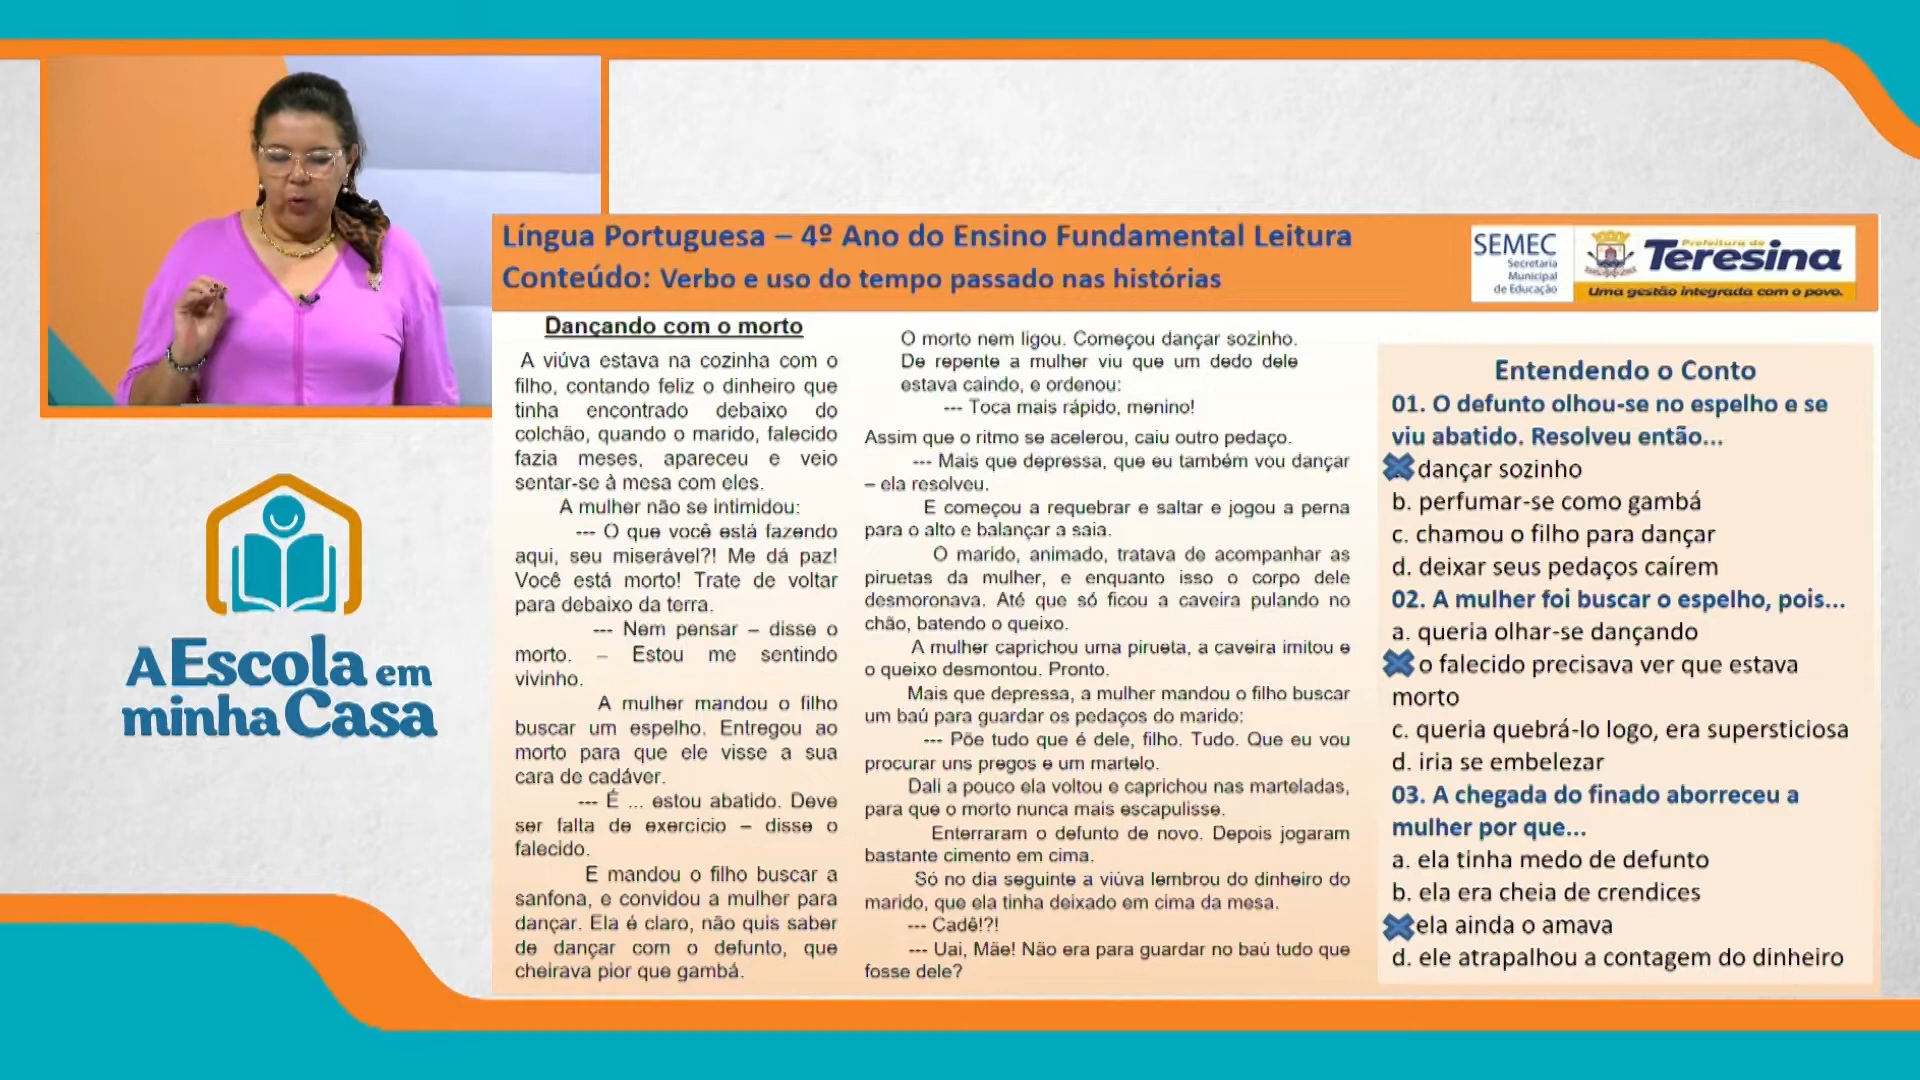 Língua Portuguesa – 4º Ano do Ensino Fundamental Leitura
Conteúdo: Verbo e uso do tempo passado nas histórias
SEMEC
Secretaria
Municipal
de Educação
Prefeitura de
Teresina
Uma gestão integrada com o povo.
Dançando com o morto
A viúva estava na cozinha com o
filho, contando feliz o dinheiro que
tinha encontrado debaixo do
colchão, quando o marido, falecido
fazia meses, apareceu e veio
sentar-se à mesa com eles.
A mulher não se intimidou:
--- O que você está fazendo
aqui, seu miserável?! Me dá paz!
Você está morto! Trate de voltar
para debaixo da terra.
--- Nem pensar – disse o
morto. – Estou me sentindo
vivinho.
A mulher mandou o filho
buscar um espelho. Entregou ao
morto para que ele visse a sua
cara de cadáver.
--- É ... estou abatido. Deve
ser falta de exercício – disse o
falecido.
E mandou o filho buscar a
sanfona, e convidou a mulher para
dançar. Ela é claro, não quis saber
de dançar com o defunto, que
cheirava pior que gambá.
O morto nem ligou. Começou dançar sozinho.
De repente a mulher viu que um dedo dele
estava caindo, e ordenou:
--- Toca mais rápido, menino!
Assim que o ritmo se acelerou, caiu outro pedaço.
--- Mais que depressa, que eu também vou dançar
– ela resolveu.
E começou a requebrar e saltar e jogou a perna
para o alto e balançar a saia.
O marido, animado, tratava de acompanhar as
piruetas da mulher, e enquanto isso o corpo dele
desmoronava. Até que só ficou a caveira pulando no
chão, batendo o queixo.
A mulher caprichou uma pirueta, a caveira imitou e
o queixo desmontou. Pronto.
Mais que depressa, a mulher mandou o filho buscar
um baú para guardar os pedaços do marido:
--- Põe tudo que é dele, filho. Tudo. Que eu vou
procurar uns pregos e um martelo.
Dali a pouco ela voltou e caprichou nas marteladas,
para que o morto nunca mais escapulisse.
Enterraram o defunto de novo. Depois jogaram
bastante cimento em cima.
Só no dia seguinte a viúva lembrou do dinheiro do
marido, que ela tinha deixado em cima da mesa.
--- Cadê!?!
--- Uai, Mãe! Não era para guardar no baú tudo que
fosse dele?
Entendendo o Conto
01. O defunto olhou-se no espelho e se
viu abatido. Resolveu então...
dançar sozinho
b. perfumar-se como gambá
c. chamou o filho para dançar
d. deixar seus pedaços caírem
02. A mulher foi buscar o espelho, pois...
a. queria olhar-se dançando
o falecido precisava ver que estava
morto
c. queria quebrá-lo logo, era supersticiosa
d. iria se embelezar
03. A chegada do finado aborreceu a
mulher por que...
a. ela tinha medo de defunto
b. ela era cheia de crendices
ela ainda o amava
d. ele atrapalhou a contagem do dinheiro
A Escola em
minha Casa